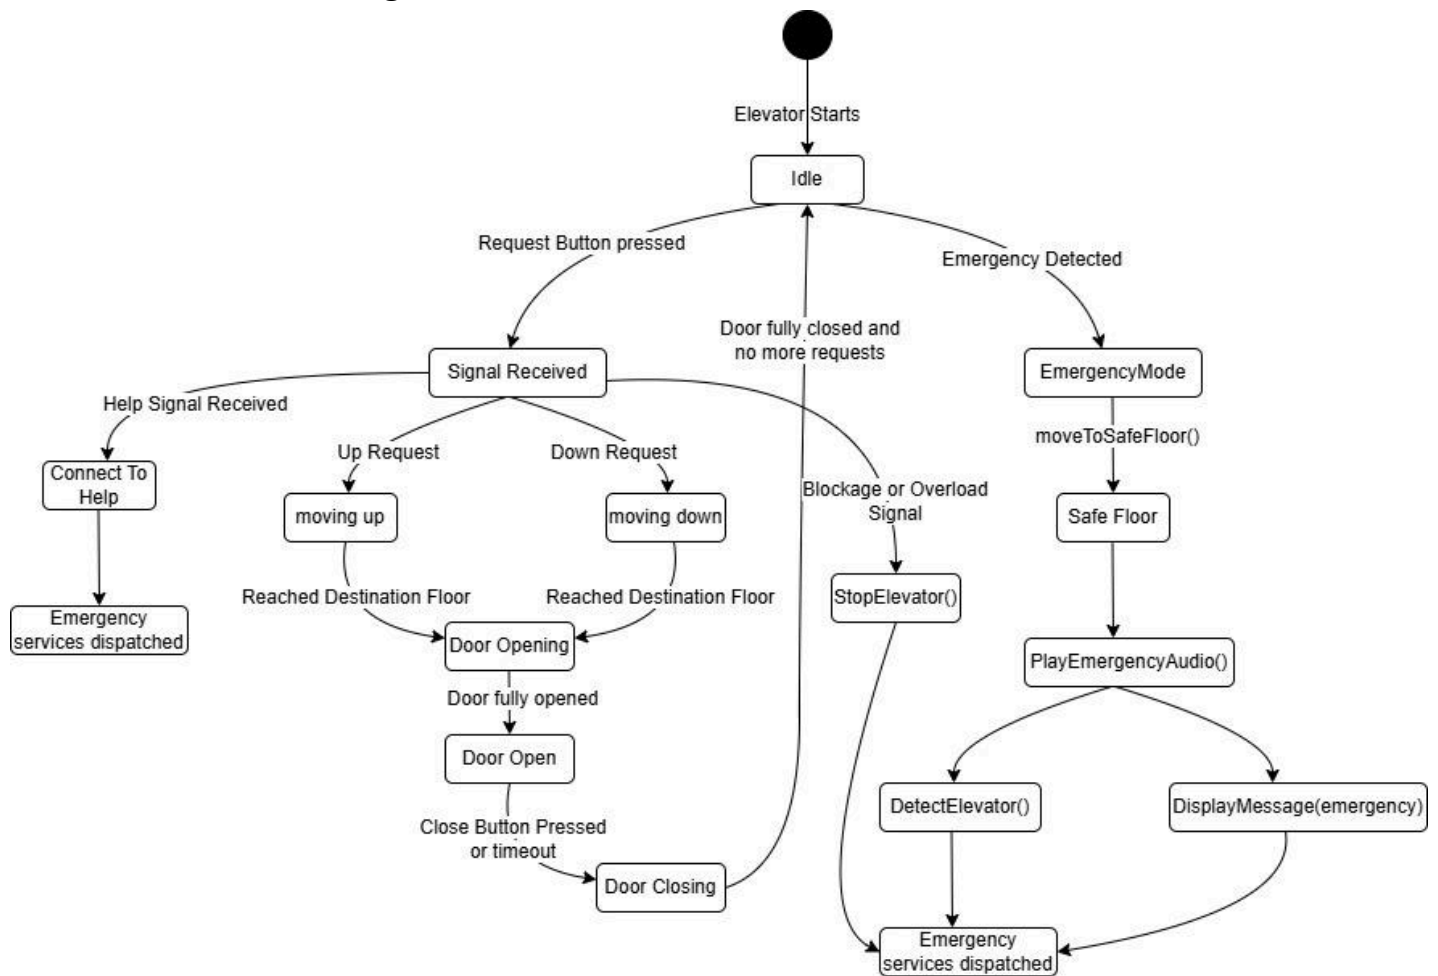 Elevator Starts
Idle
Request Button pressed
Emergency Detected
Door fully closed and
no more requests
Signal Received
EmergencyMode
Help Signal Received
moveToSafeFloor()
Up Request
Down Request
Connect To
Help
Blockage or Overload
Signal
moving up
moving down
Safe Floor
Reached Destination Floor
Reached Destination Floor
StopElevator()
Emergency
services dispatched
Door Opening
PlayEmergencyAudio()
Door fully opened
Door Open
DetectElevator()
DisplayMessage(emergency)
Close Button Pressed
or timeout
Door Closing
Emergency
services dispatched